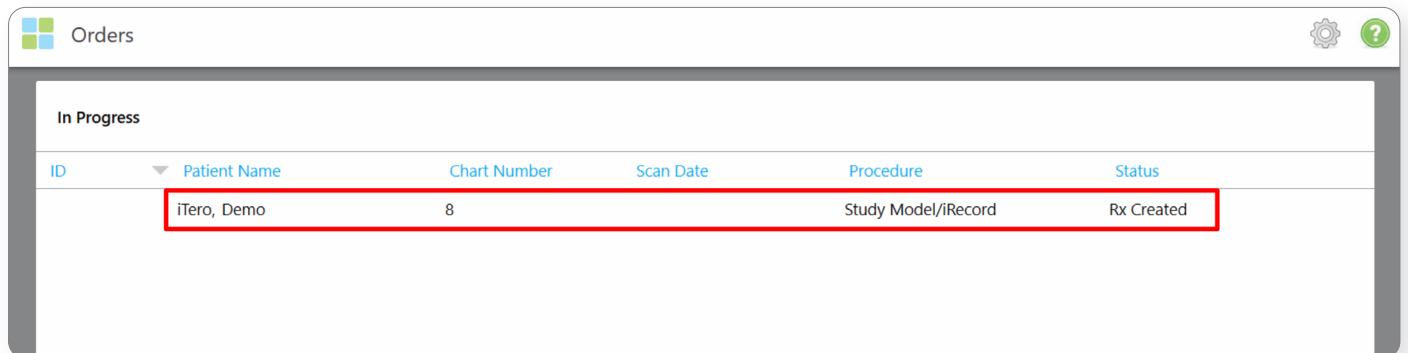 Orders
?
In Progress
ID Patient Name Chart Number Scan Date Procedure Status
iTero, Demo 8 Study Model/iRecord Rx Created